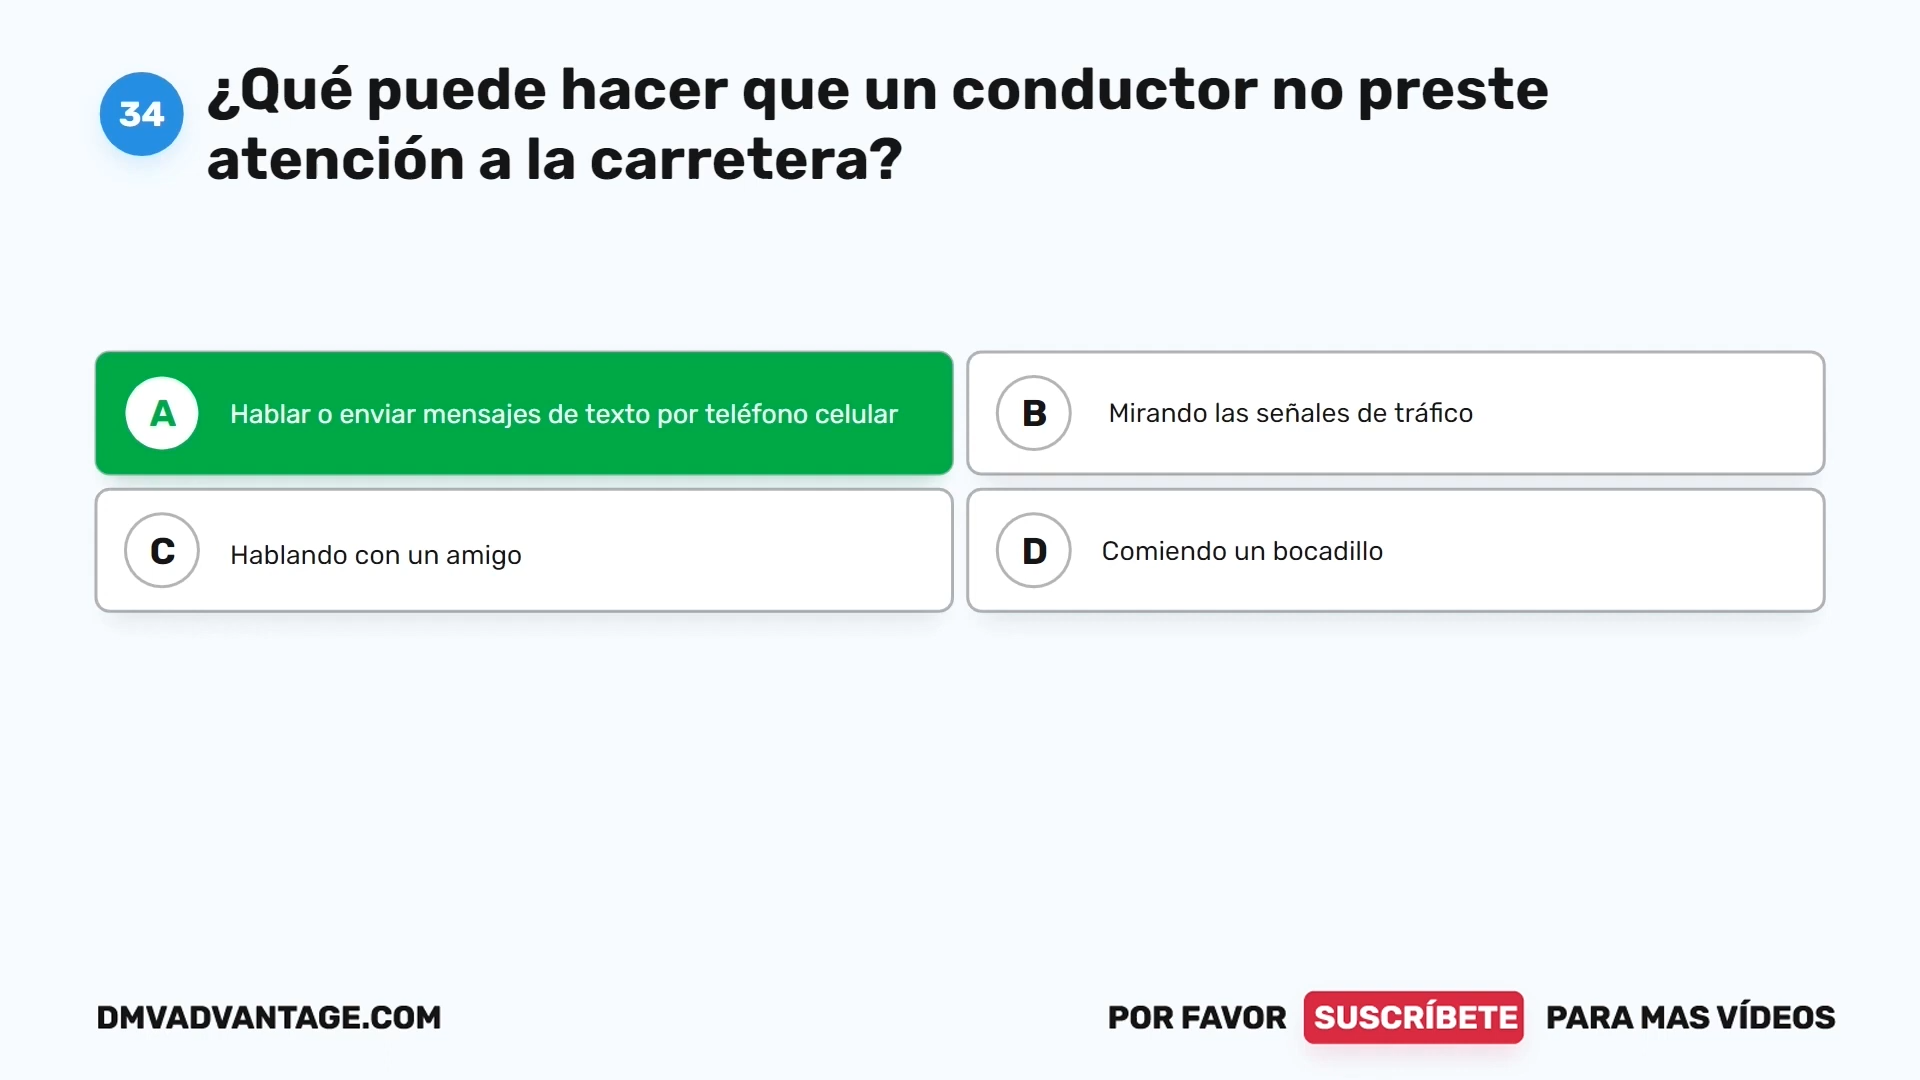 34
¿Qué puede hacer que un conductor no preste
atención a la carretera?
A Hablar o enviar mensajes de texto por teléfono celular
B Mirando las señales de tráfico
C Hablando con un amigo
D Comiendo un bocadillo
DMVADVANTAGE.COM
POR FAVOR SUSCRÍBETE PARA MAS VÍDEOS